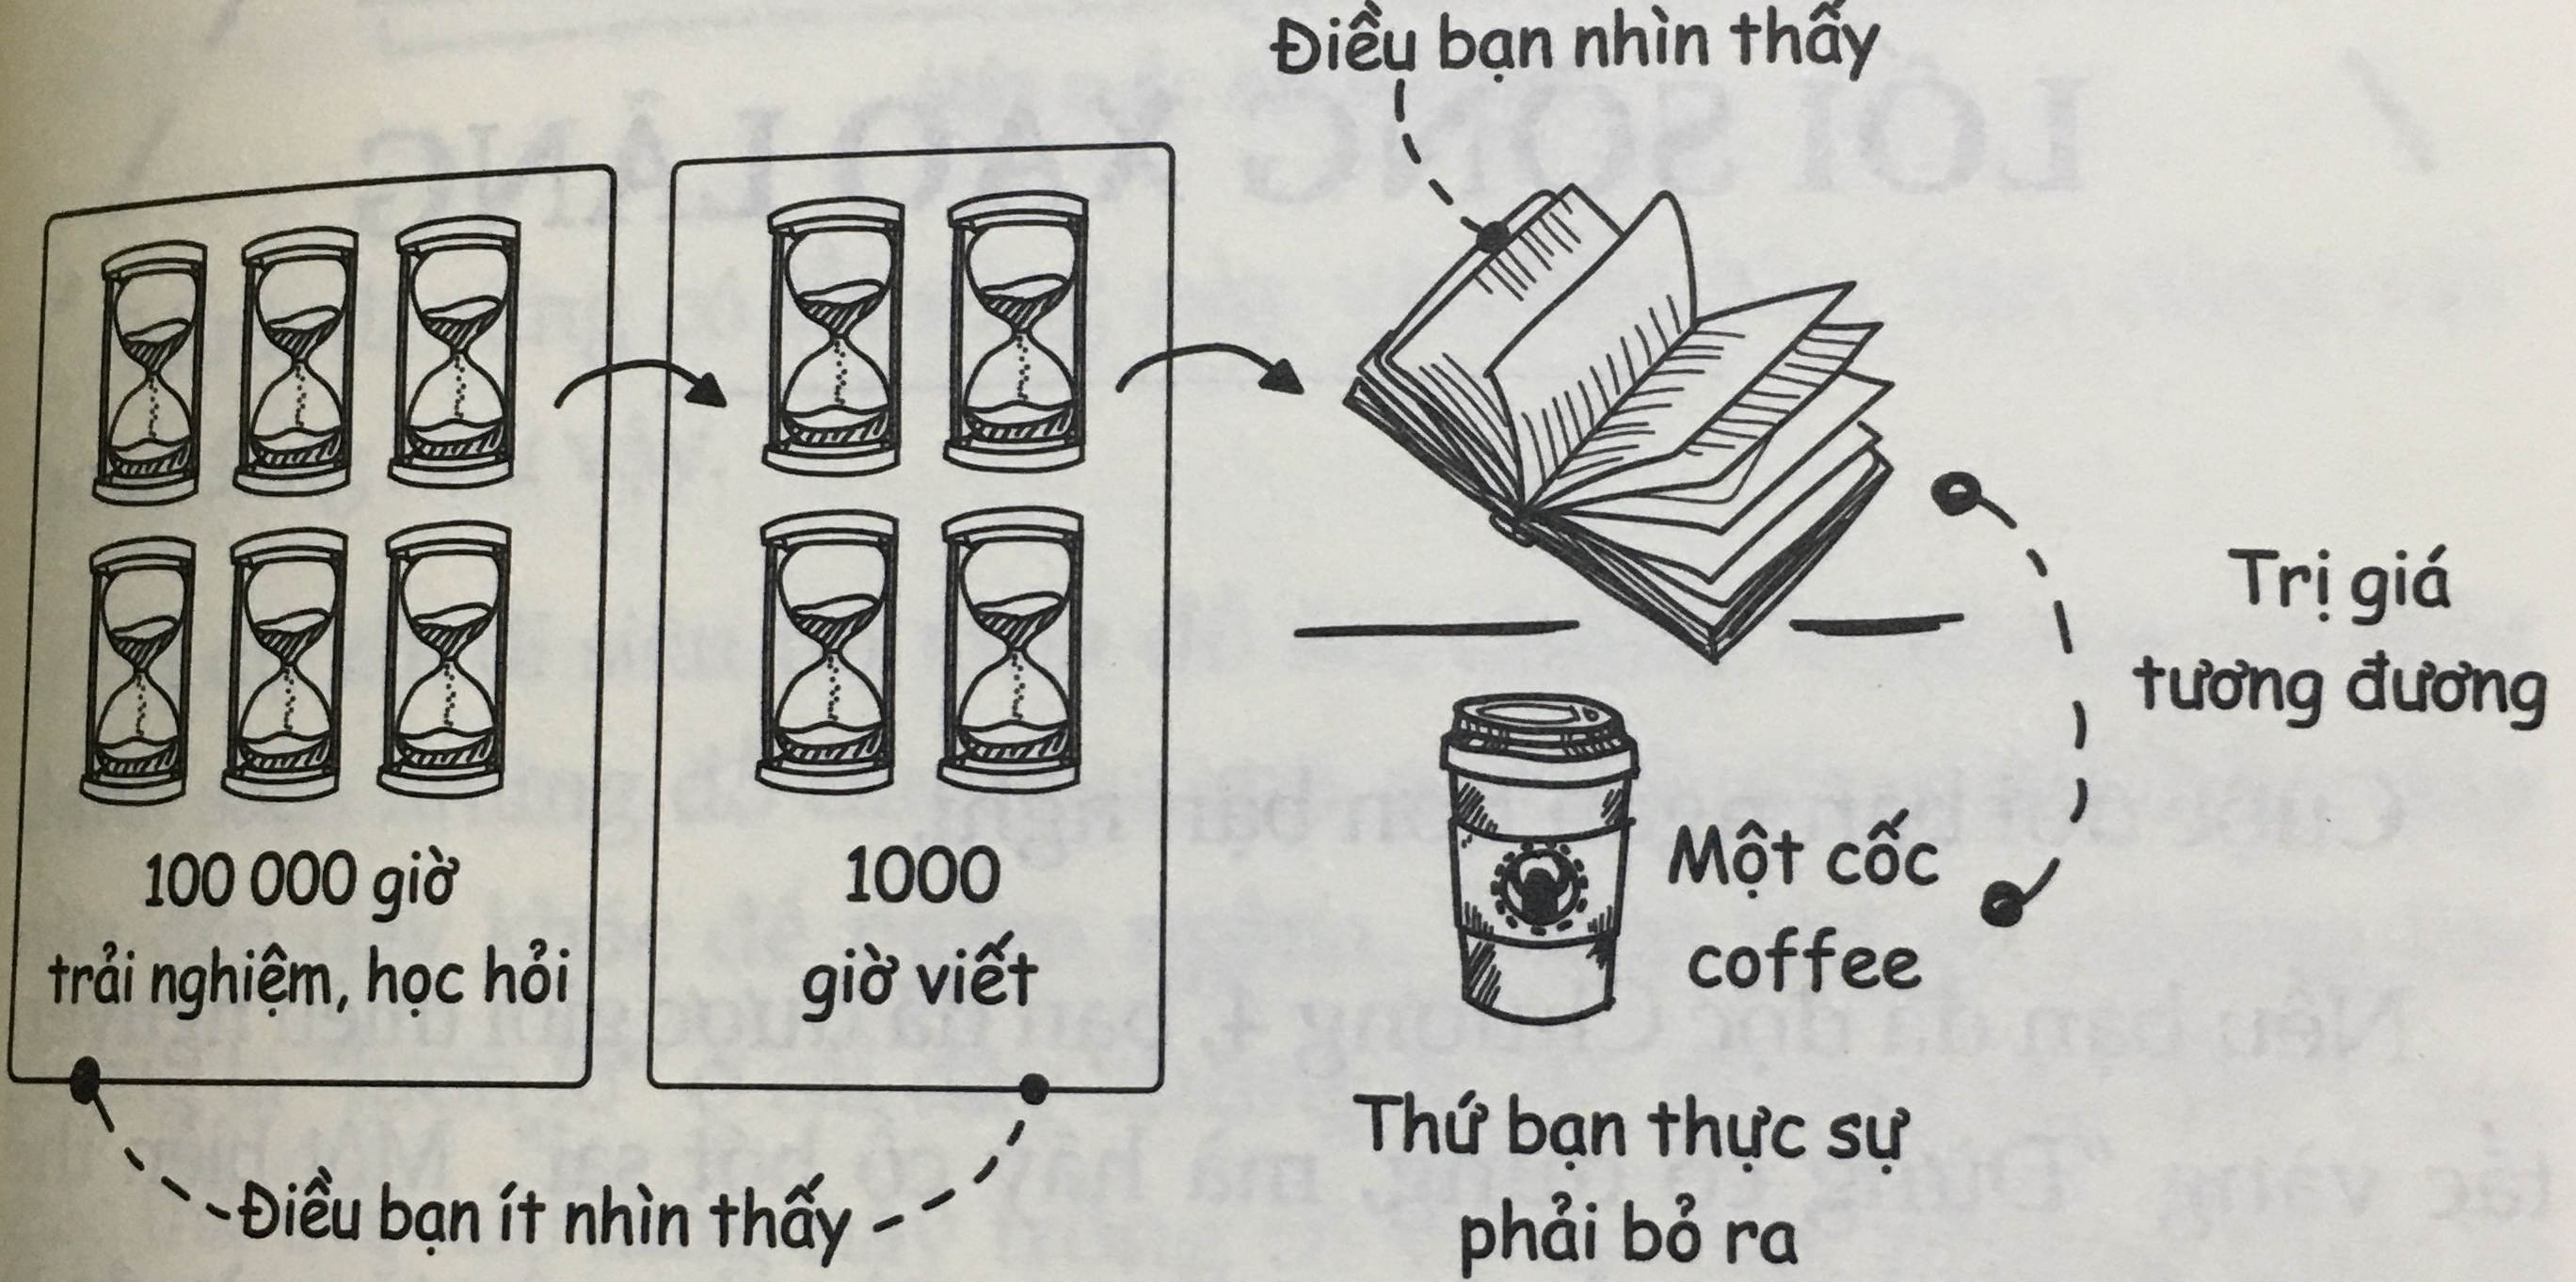 Điều bạn nhìn thấy
100 000 giờ
trải nghiệm, học hỏi
1000
giờ viết
Điều bạn ít nhìn thấy
Trị giá
tương đương
Một cốc
coffee
Thứ bạn thực sự
phải bỏ ra